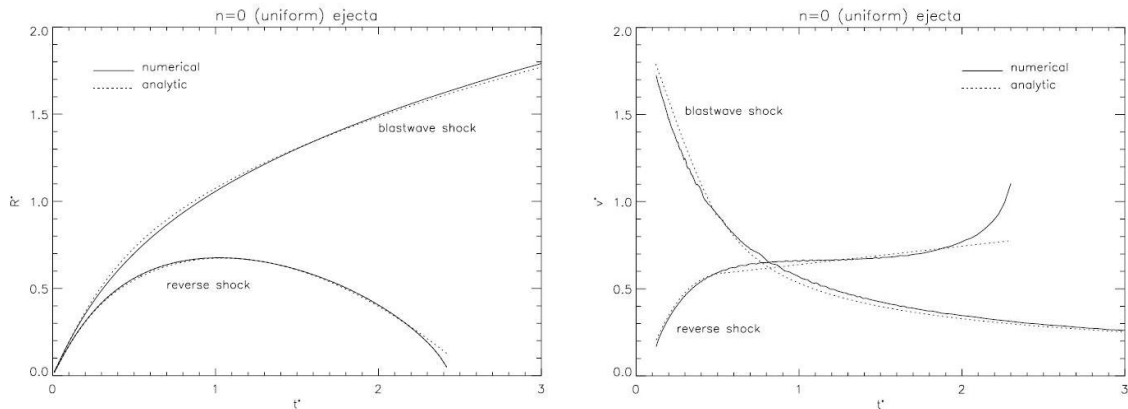 n=0 (uniform) ejecta
2.0
numerical
analytic
1.5
blastwave shock
R*
1.0
reverse shock
0.5
0.0
0 1 2 3
t*
n=0 (uniform) ejecta
2.0
numerical
analytic
blastwave shock
1.5
v*
1.0
0.5
reverse shock
0.0
0 1 2 3
t*